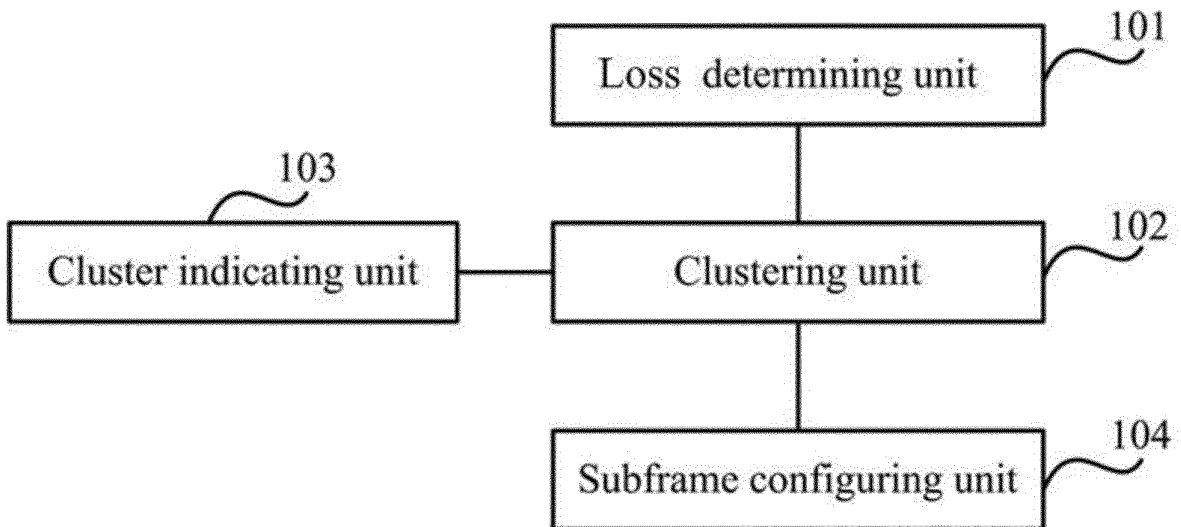 101
Loss determining unit
103
102
Cluster indicating unit
Clustering unit
104
Subframe configuring unit